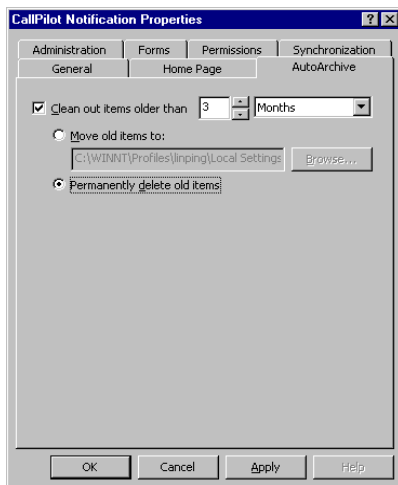 CallPilot Notification Properties
Administration Forms Permissions Synchronization
General Home Page AutoArchive
Clean out items older than 3 Months
Move old items to:
C:\WINNT\Profiles\linping\Local Settings Browse...
Permanently delete old items
OK Cancel Apply Help